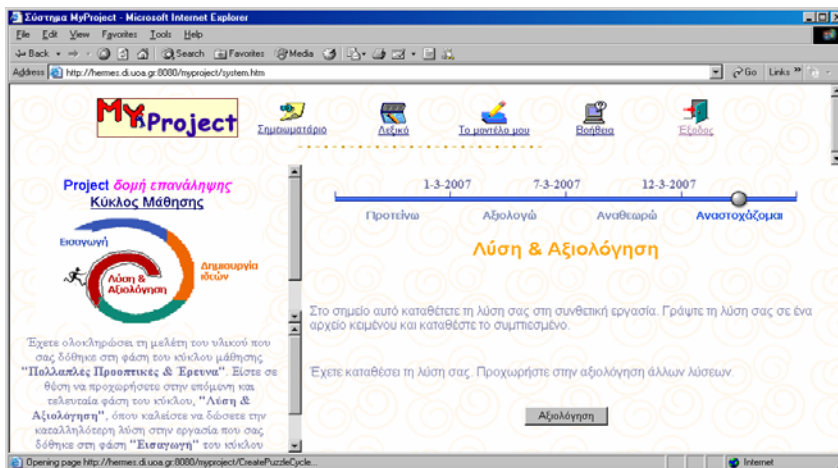 Σύστημα MyProject - Microsoft Internet Explorer
File Edit View Favorites Tools Help
Back Search Favorites Media
Address http://hermes.di.uoa.gr:8080/myproject/system.htm Go Links »
My Project
Σημειωματάριο Λεξικό Το μοντέλο μου Βοήθεια Έξοδος
Project δομή επανάληψης
Κύκλος Μάθησης
Εισαγωγή
Δημιουργία
ιδεών
Λύση &
Αξιολόγηση
Έχετε ολοκληρώσει τη μελέτη του υλικού που
σας δόθηκε στη φάση του κύκλου μάθησης
"Πολλαπλές Προοπτικές & Έρευνα". Είστε σε
θέση να προχωρήσετε στην επόμενη και
τελευταία φάση του κύκλου, "Λύση &
Αξιολόγηση", όπου καλείστε να δώσετε την
καταλληλότερη λύση στην εργασία που σας
δόθηκε στη φάση "Εισαγωγή" του κύκλου
1-3-2007 7-3-2007 12-3-2007
Προτείνω Αξιολογώ Αναθεωρώ Αναστοχάζομαι
Λύση & Αξιολόγηση
Στο σημείο αυτό καταθέτετε τη λύση σας στη συνθετική εργασία. Γράψτε τη λύση σας σε ένα
αρχείο κειμένου και καταθέστε το συμπιεσμένο.
Έχετε καταθέσει τη λύση σας. Προχωρήστε στην αξιολόγηση άλλων λύσεων.
Αξιολόγηση
Opening page http://hermes.di.uoa.gr:8080/myproject/CreatePuzzleCycle... Internet